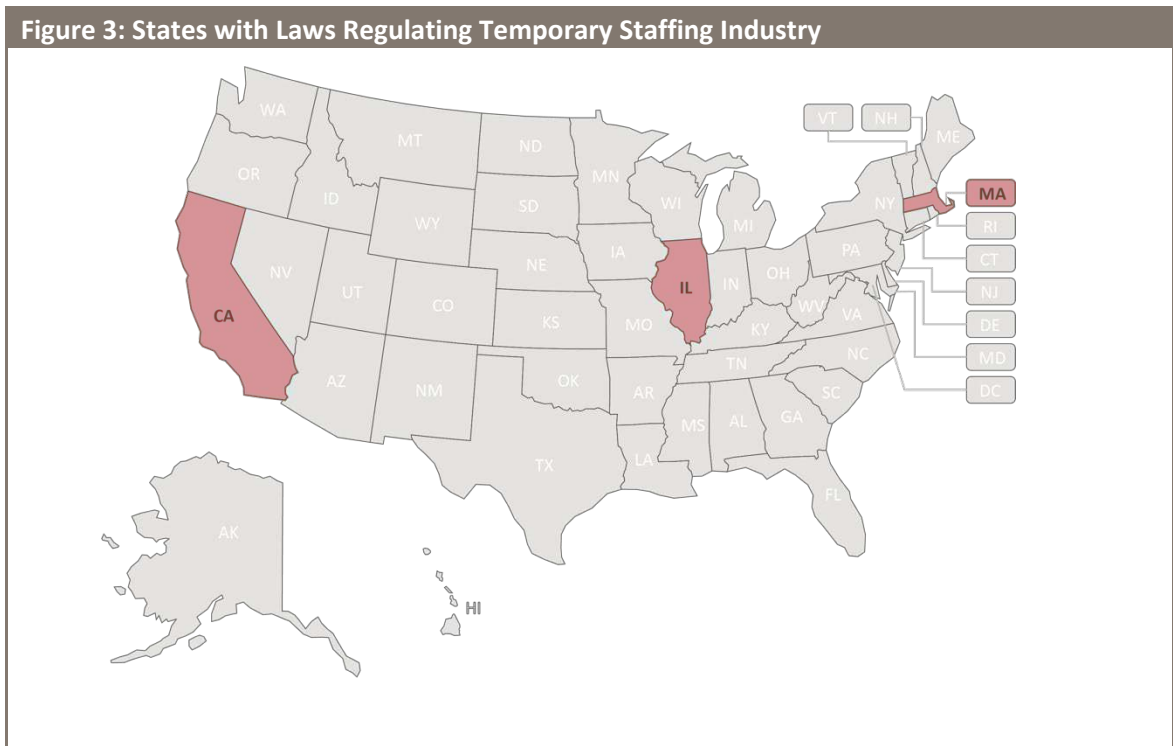 Figure 3: States with Laws Regulating Temporary Staffing Industry
WA
MT
ND
MN
VT
NH
ME
OR
ID
SD
WI
MI
NY
MA
WY
RI
IA
PA
CT
NV
NE
IL
IN
OH
NJ
CA
UT
CO
KS
MO
WV
VA
DE
KY
MD
NC
TN
DC
AZ
NM
OK
AR
SC
MS
AL
GA
TX
LA
FL
AK
HI